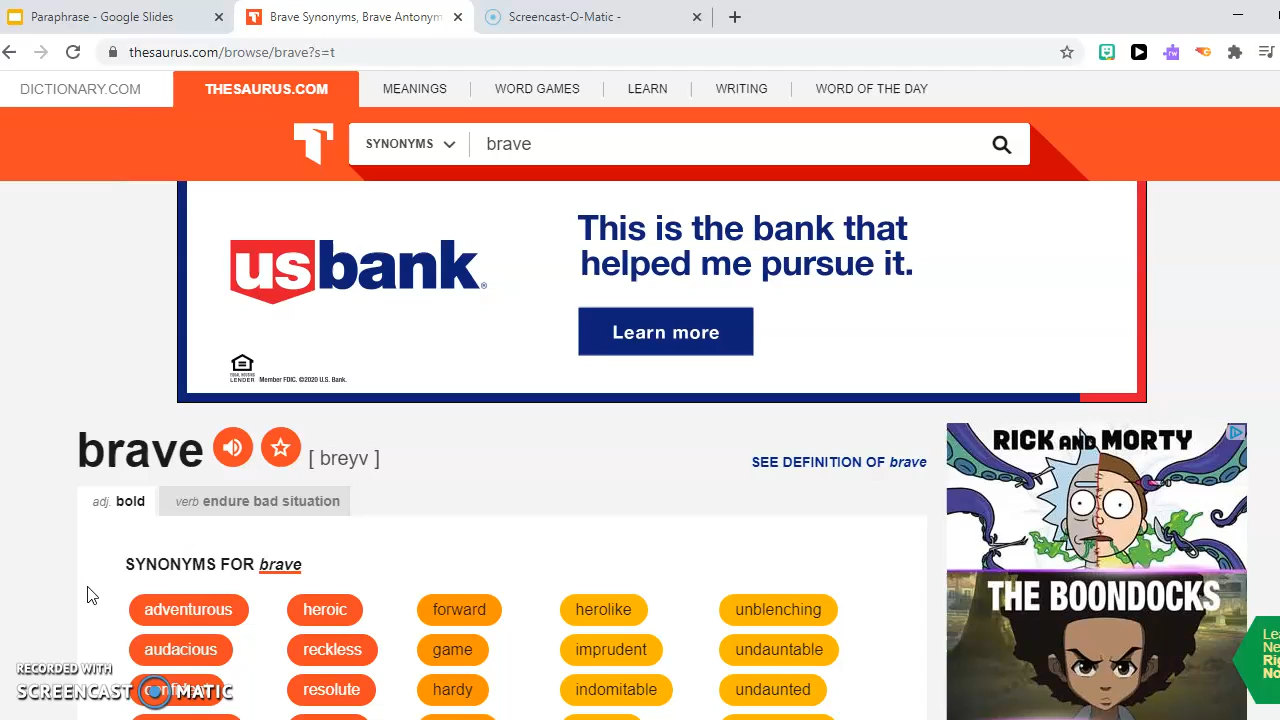 Paraphrase - Google Slides
Brave Synonyms, Brave Antonym
Screencast-O-Matic -
thesaurus.com/browse/brave?s=t
DICTIONARY.COM
THESAURUS.COM
MEANINGS
WORD GAMES
LEARN
WRITING
WORD OF THE DAY
SYNONYMS
brave
usbank
This is the bank that
helped me pursue it.
Learn more
EQUAL HOUSING
LENDER
Member FDIC. ©2020 U.S. Bank.
brave
[ breyv ]
SEE DEFINITION OF brave
adj. bold
verb endure bad situation
SYNONYMS FOR brave
adventurous heroic forward herolike unblenching
audacious reckless game imprudent undauntable
resolute hardy indomitable undaunted
RICK AND MORTY
THE BOONDOCKS
RECORDED WITH
SCREENCAST MATIC